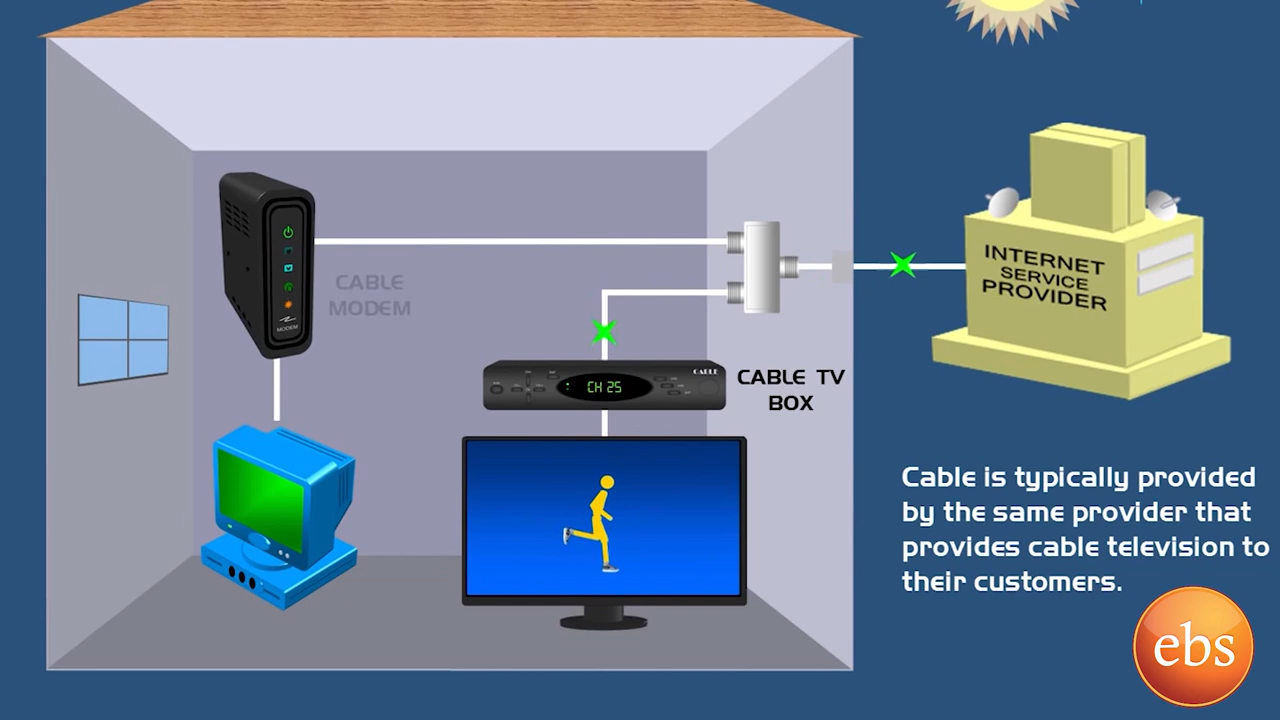 CABLE
MODEM
MODEM
CABLE
CH 25
CABLE TV
BOX
INTERNET
SERVICE
PROVIDER
Cable is typically provided
by the same provider that
provides cable television to
their customers.
ebs